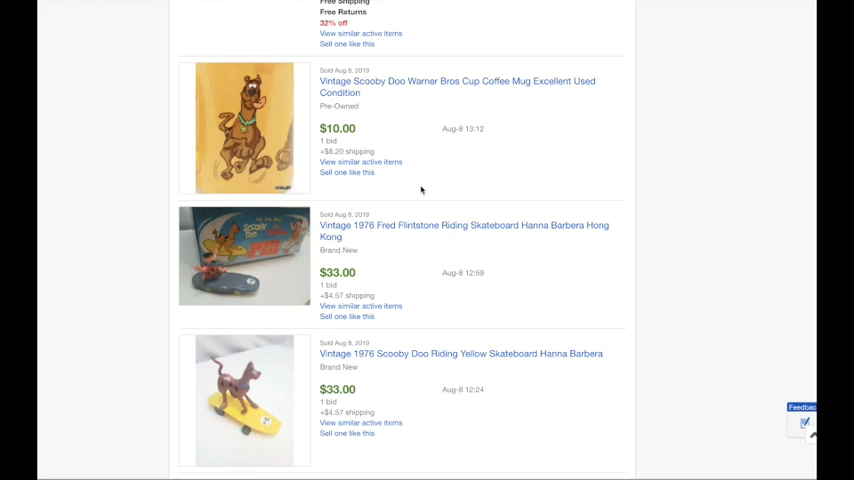 Free Shipping
Free Returns
32% off
View similar active items
Sell one like this
Sold Aug 8, 2019
Vintage Scooby Doo Warner Bros Cup Coffee Mug Excellent Used
Condition
Pre-Owned
$10.00
Aug-8 13:12
1 bid
+$8.20 shipping
View similar active items
Sell one like this
Sold Aug 8, 2019
Vintage 1976 Fred Flintstone Riding Skateboard Hanna Barbera Hong
Kong
Brand New
$33.00
Aug-8 12:59
1 bid
+$4.57 shipping
View similar active items
Sell one like this
Scooby
Doo
Sold Aug 8, 2019
Vintage 1976 Scooby Doo Riding Yellow Skateboard Hanna Barbera
Brand New
$33.00
Aug-8 12:24
1 bid
+$4.57 shipping
View similar active items
Sell one like this
Feedbac